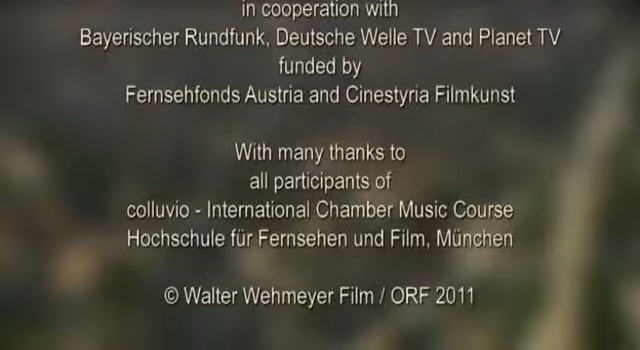 in cooperation with
Bayerischer Rundfunk, Deutsche Welle TV and Planet TV
funded by
Fernsehfonds Austria and Cinestyria Filmkunst
With many thanks to
all participants of
colluvio - International Chamber Music Course
Hochschule für Fernsehen und Film, München
© Walter Wehmeyer Film / ORF 2011